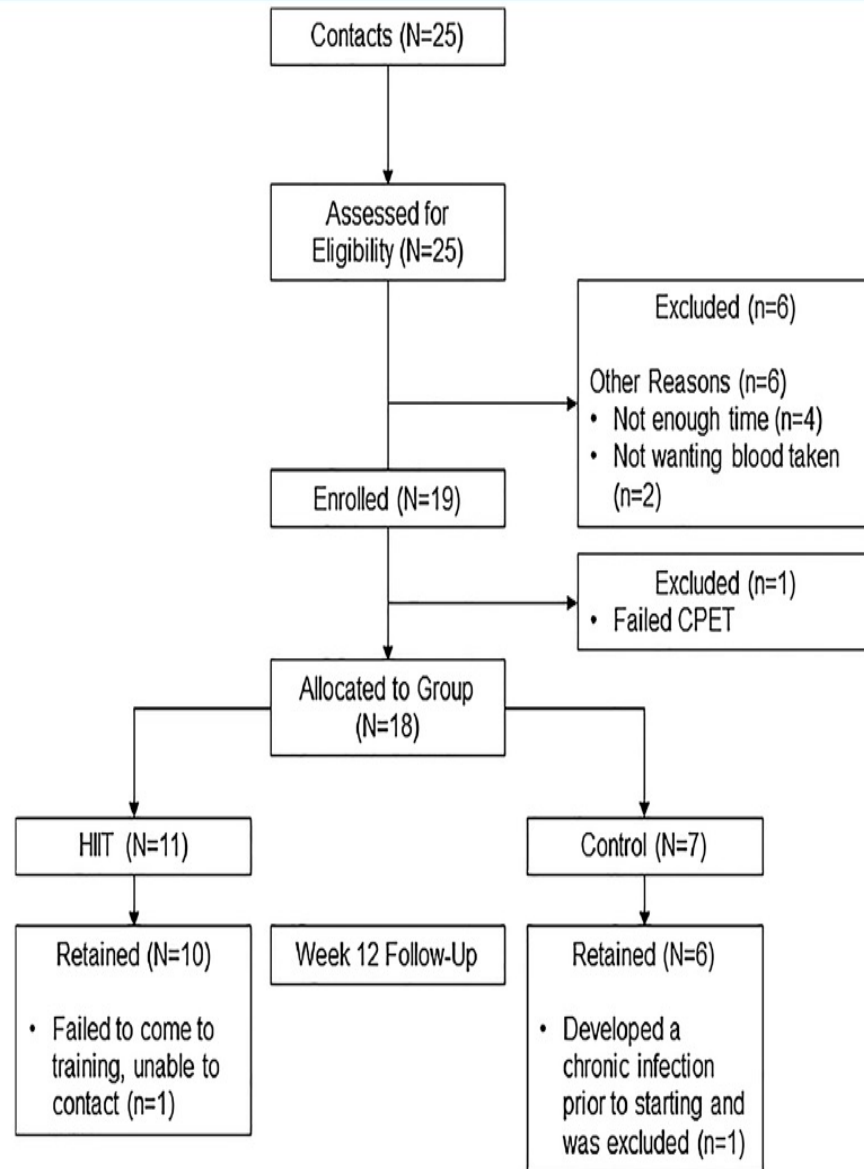 Contacts (N=25)
Assessed for
Eligibility (N=25)
Excluded (n=6)
Other Reasons (n=6)
• Not enough time (n=4)
• Not wanting blood taken
(n=2)
Enrolled (N=19)
Excluded (n=1)
• Failed CPET
Allocated to Group
(N=18)
HIIT (N=11)
Control (N=7)
Retained (N=10)
• Failed to come to
training, unable to
contact (n=1)
Week 12 Follow-Up
Retained (N=6)
• Developed a
chronic infection
prior to starting and
was excluded (n=1)